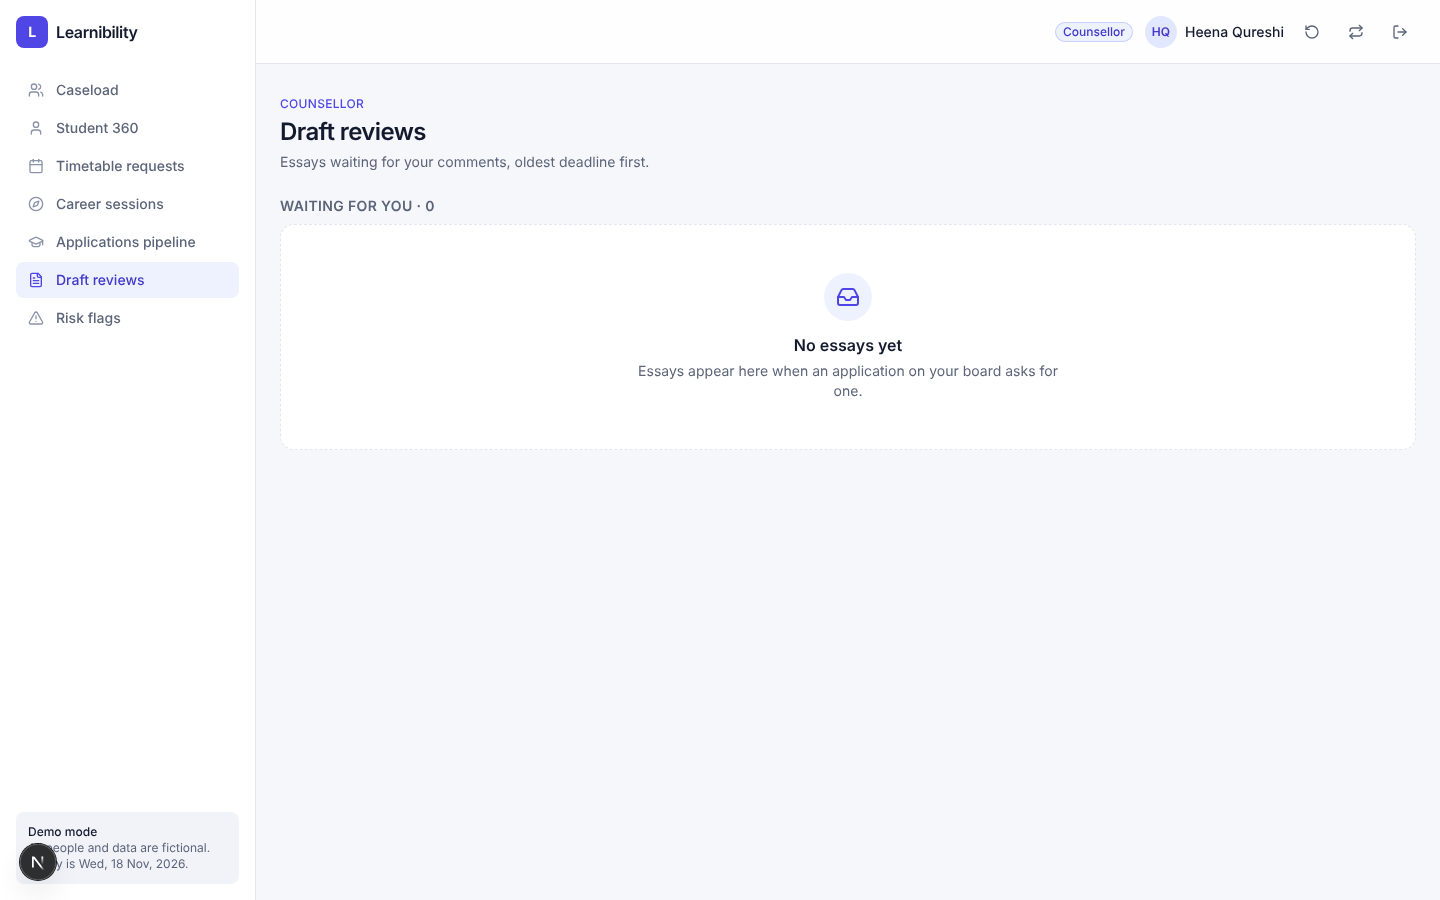 L Learnibility
Counsellor HQ Heena Qureshi
Caseload
Student 360
Timetable requests
Career sessions
Applications pipeline
Draft reviews
Risk flags
COUNSELLOR
Draft reviews
Essays waiting for your comments, oldest deadline first.
WAITING FOR YOU · 0
No essays yet
Essays appear here when an application on your board asks for
one.
Demo mode
people and data are fictional.
is Wed, 18 Nov, 2026.
N